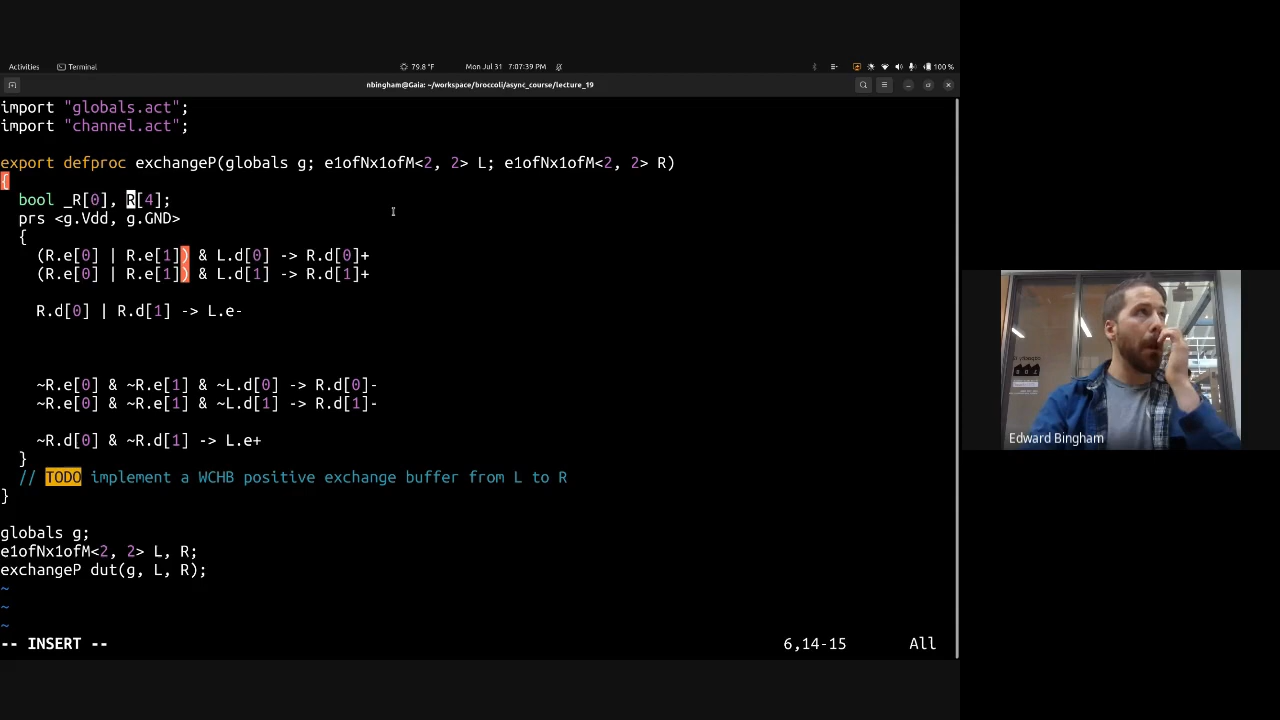 Activities Terminal 79.8 °F Mon Jul 31 7:07:39 PM 100 %
nbingham@Gaia: ~/workspace/broccoli/async_course/lecture_19
import "globals.act";
import "channel.act";
export defproc exchangeP(globals g; e1ofNx1ofM<2, 2> L; e1ofNx1ofM<2, 2> R)
{
bool _R[0], R[4];
prs <g.Vdd, g.GND>
{
(R.e[0] | R.e[1]) & L.d[0] -> R.d[0]+
(R.e[0] | R.e[1]) & L.d[1] -> R.d[1]+
R.d[0] | R.d[1] -> L.e-
~R.e[0] & ~R.e[1] & ~L.d[0] -> R.d[0]-
~R.e[0] & ~R.e[1] & ~L.d[1] -> R.d[1]-
~R.d[0] & ~R.d[1] -> L.e+
}
// TODO implement a WCHB positive exchange buffer from L to R
}
globals g;
e1ofNx1ofM<2, 2> L, R;
exchangeP dut(g, L, R);
~
~
~
-- INSERT -- 6,14-15 All
Edward Bingham